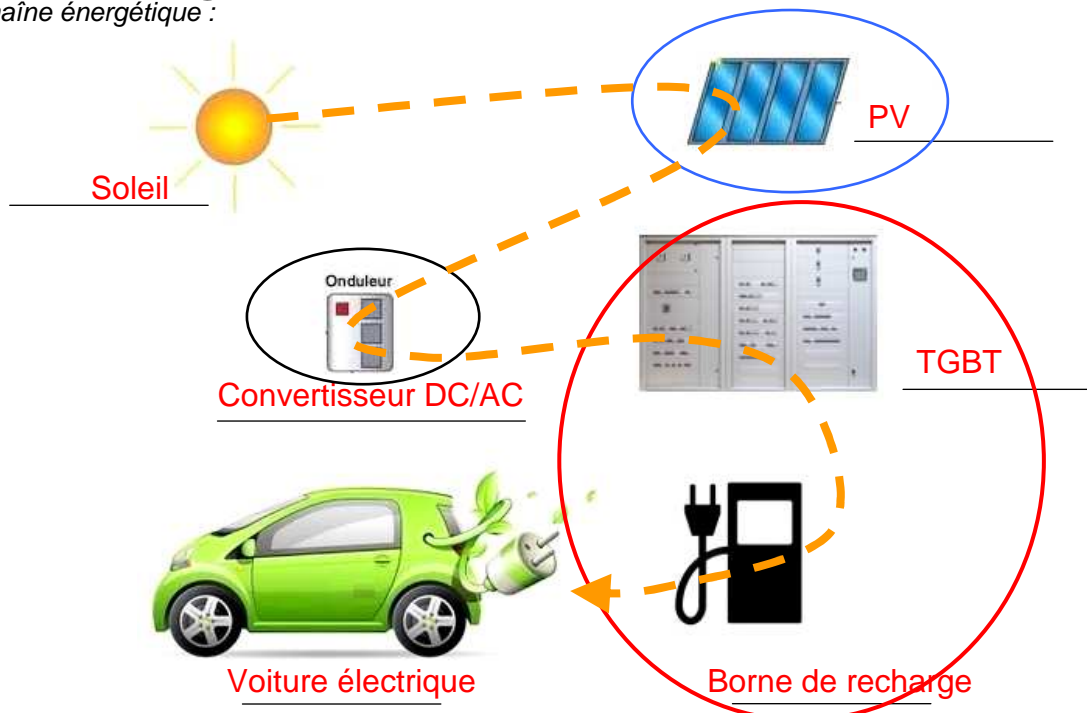 aîne énergétique :
PV
Soleil
Onduleur
TGBT
Convertisseur DC/AC
Voiture électrique
Borne de recharge